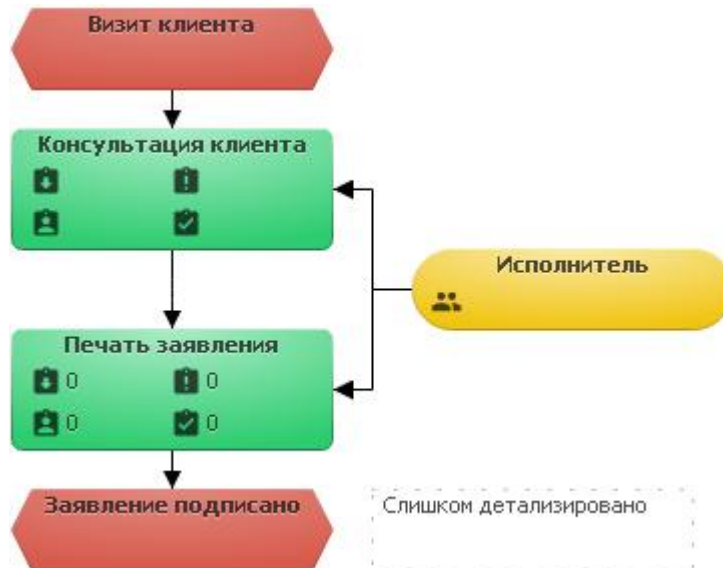 Визит клиента
Консультация клиента
Исполнитель
Печать заявления
0 0
0 0
Заявление подписано
Слишком детализировано